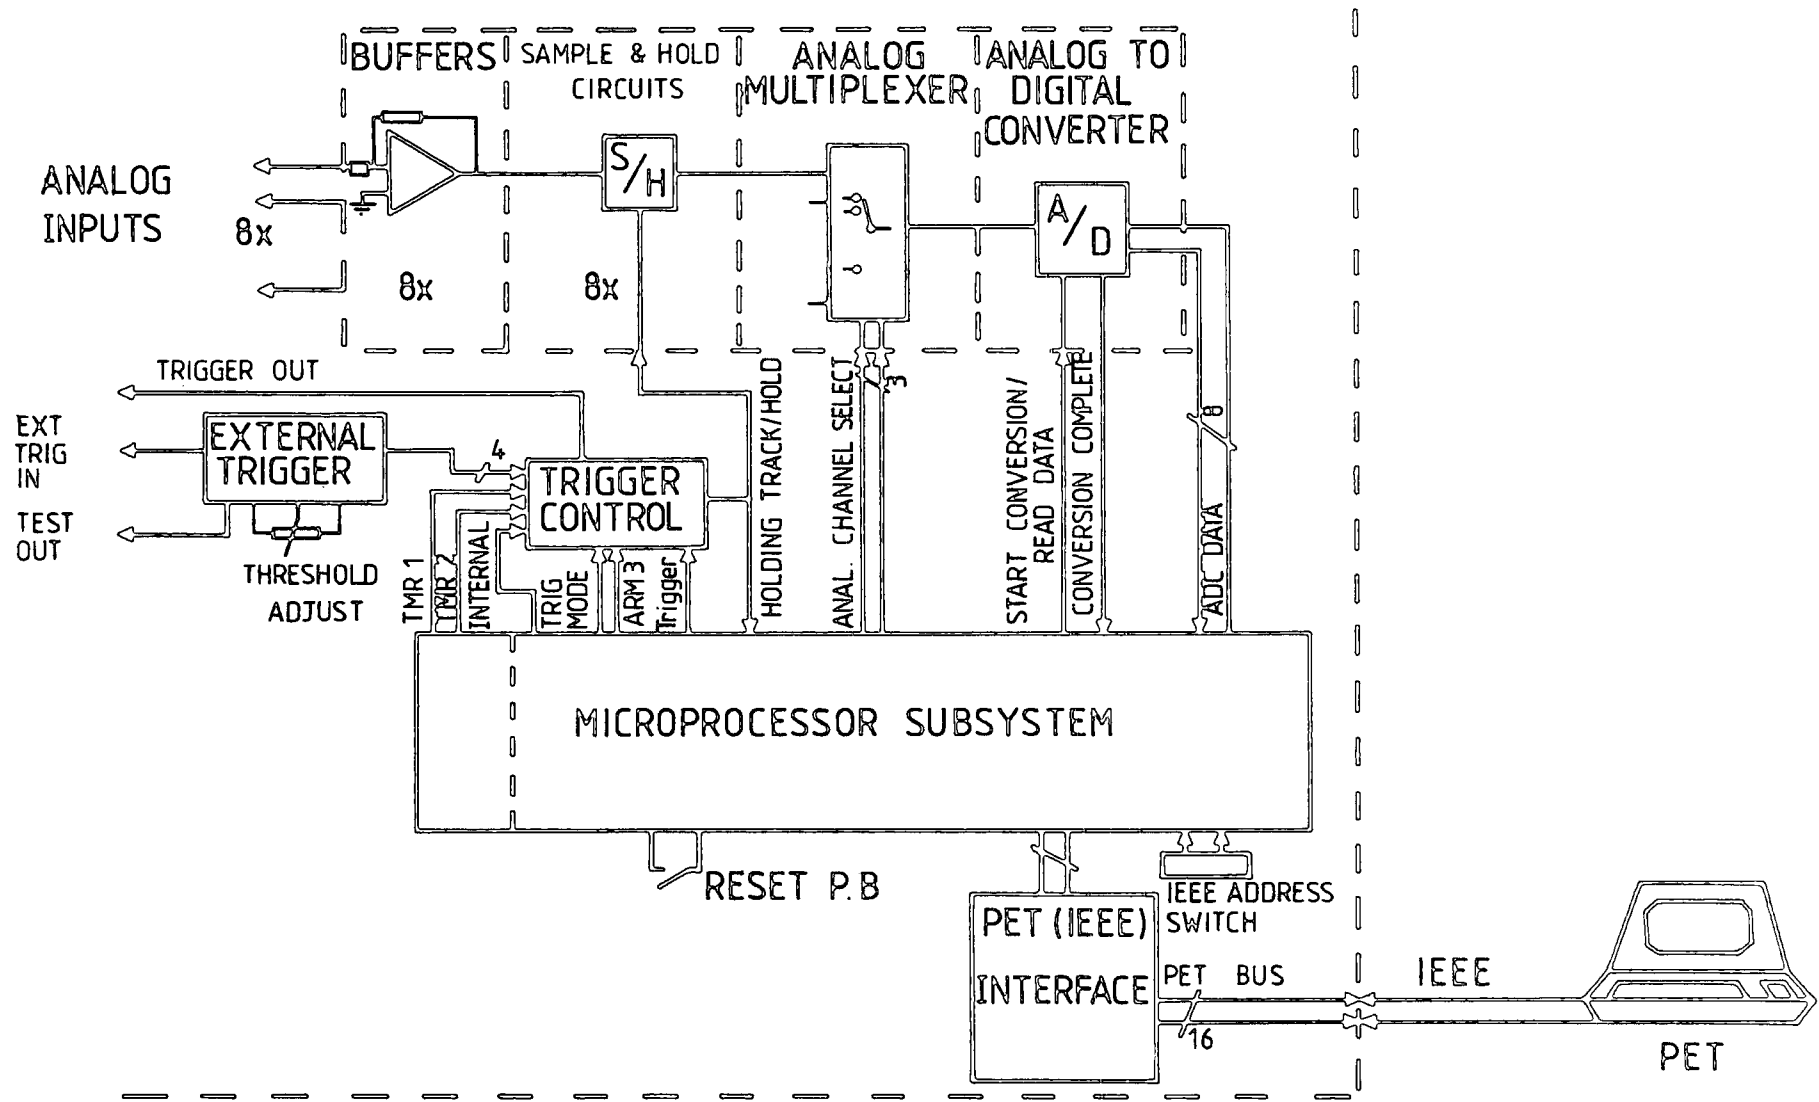 BUFFERS
SAMPLE & HOLD
CIRCUITS
ANALOG
MULTIPLEXER
ANALOG TO
DIGITAL
CONVERTER
ANALOG
INPUTS
8x
8x
8x
S/H
A/D
TRIGGER OUT
EXT
TRIG
IN
TEST
OUT
EXTERNAL
TRIGGER
THRESHOLD
ADJUST
4
TRIGGER
CONTROL
TMR 1
TMR 2
INTERNAL
TRIG
MODE
ARM 3
Trigger
HOLDING TRACK/HOLD
ANAL. CHANNEL SELECT
3
START CONVERSION/
READ DATA
CONVERSION COMPLETE
8
ADC DATA
MICROPROCESSOR SUBSYSTEM
RESET P.B
IEEE ADDRESS
SWITCH
PET (IEEE)
INTERFACE
PET BUS
16
IEEE
PET